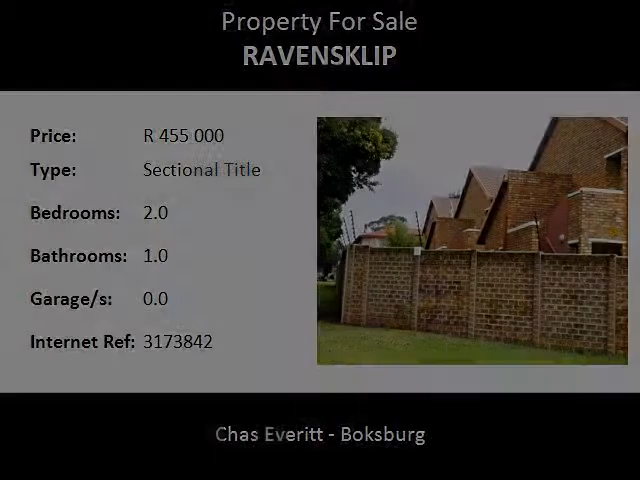 Property For Sale
RAVENSKLIP
Price: R 455 000
Type: Sectional Title
Bedrooms: 2.0
Bathrooms: 1.0
Garage/s: 0.0
Internet Ref: 3173842
Chas Everitt - Boksburg